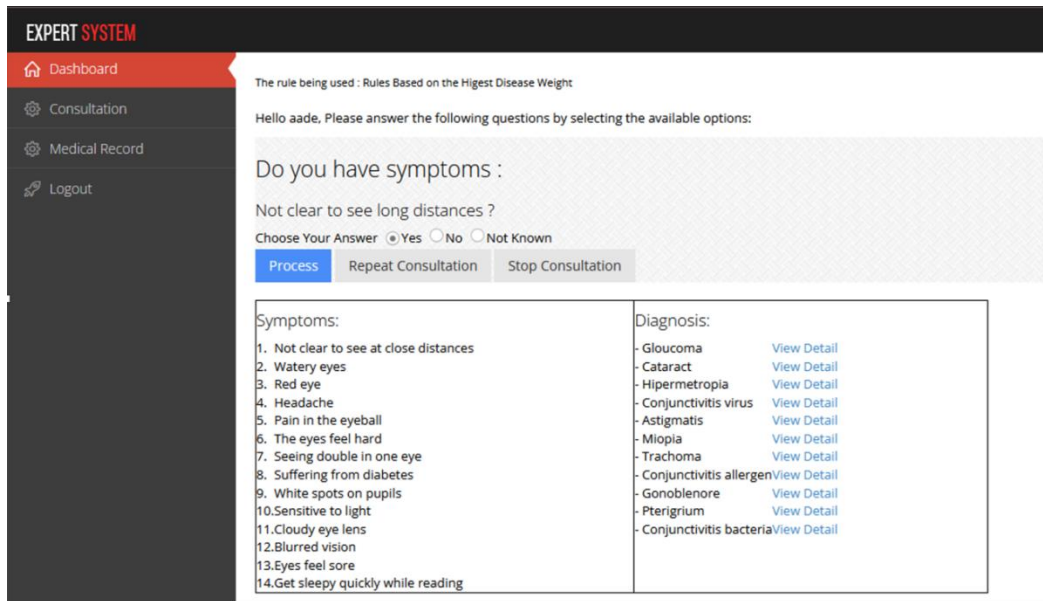 EXPERT SYSTEM
Dashboard
Consultation
Medical Record
Logout
The rule being used : Rules Based on the Higest Disease Weight
Hello aade, Please answer the following questions by selecting the available options:
Do you have symptoms :
Not clear to see long distances ?
Choose Your Answer Yes No Not Known
Process Repeat Consultation Stop Consultation
Symptoms:
1. Not clear to see at close distances
2. Watery eyes
3. Red eye
4. Headache
5. Pain in the eyeball
6. The eyes feel hard
7. Seeing double in one eye
8. Suffering from diabetes
9. White spots on pupils
10.Sensitive to light
11.Cloudy eye lens
12.Blurred vision
13.Eyes feel sore
14.Get sleepy quickly while reading
Diagnosis:
- Gloucoma View Detail
- Cataract View Detail
- Hipermetropia View Detail
- Conjunctivitis virus View Detail
- Astigmatis View Detail
- Miopia View Detail
- Trachoma View Detail
- Conjunctivitis allergen View Detail
- Gonoblenore View Detail
- Pterigrium View Detail
- Conjunctivitis bacteria View Detail